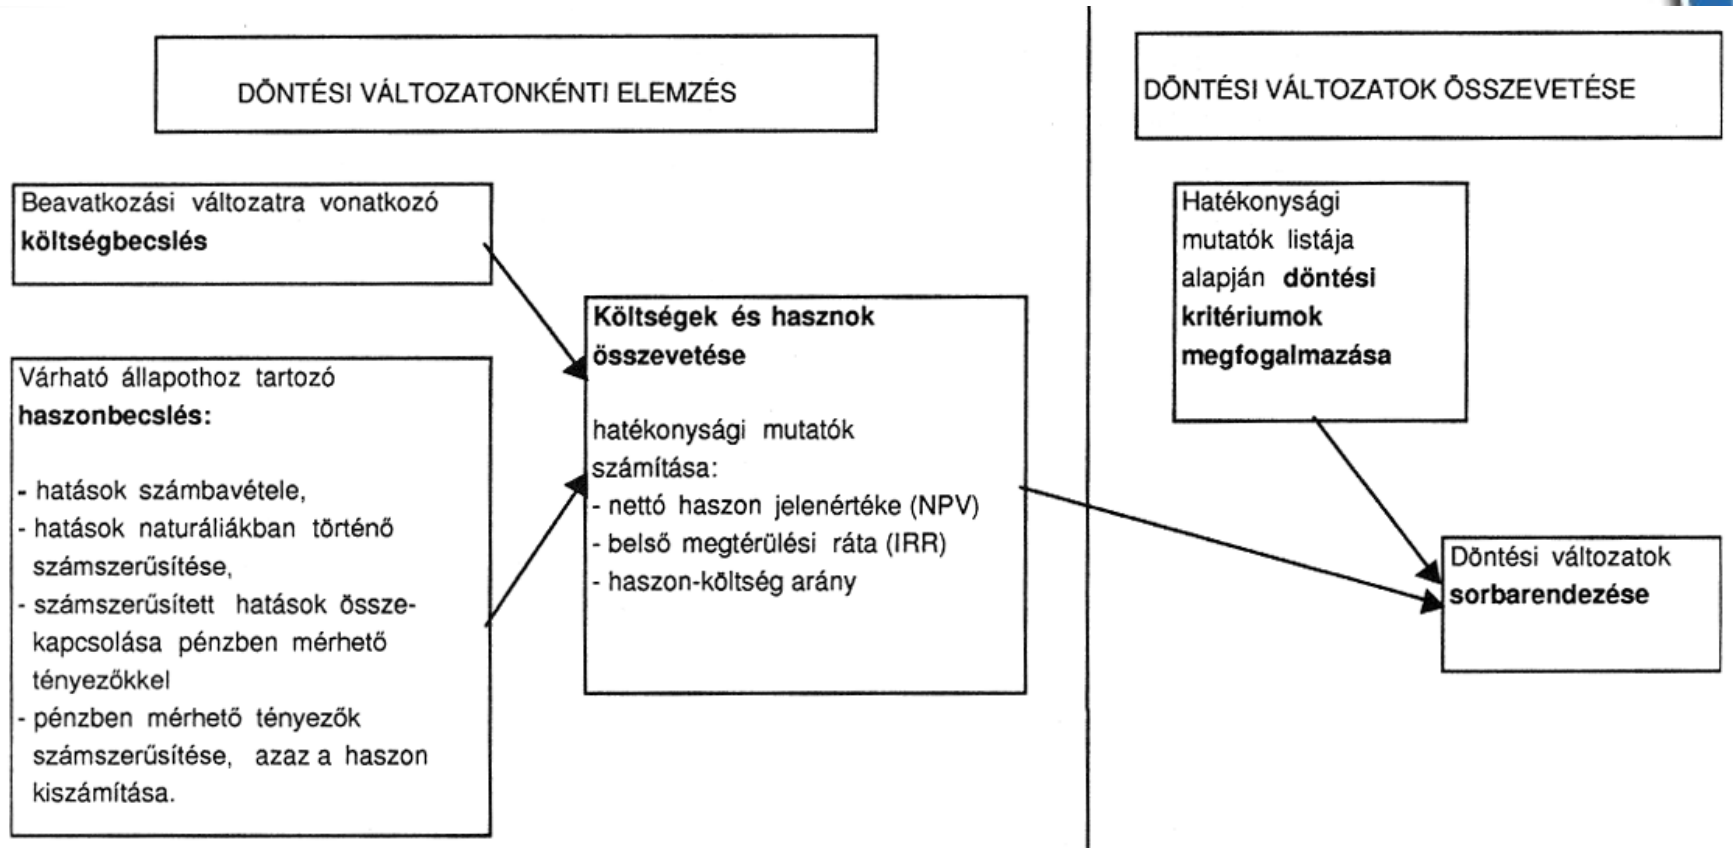 DÖNTÉSI VÁLTOZATONKÉNTI ELEMZÉS
Beavatkozási változatra vonatkozó
költségbecslés
Várható állapothoz tartozó
haszonbecslés:
- hatások számbavétele,
- hatások naturáliákban történő
számszerűsítése,
- számszerűsített hatások össze-
kapcsolása pénzben mérhető
tényezőkkel
- pénzben mérhető tényezők
számszerűsítése, azaz a haszon
kiszámítása.
Költségek és hasznok
összevetése
hatékonysági mutatók
számítása:
- nettó haszon jelenértéke (NPV)
- belső megtérülési ráta (IRR)
- haszon-költség arány
DÖNTÉSI VÁLTOZATOK ÖSSZEVETÉSE
Hatékonysági
mutatók listája
alapján döntési
kritériumok
megfogalmazása
Döntési változatok
sorbarendezése